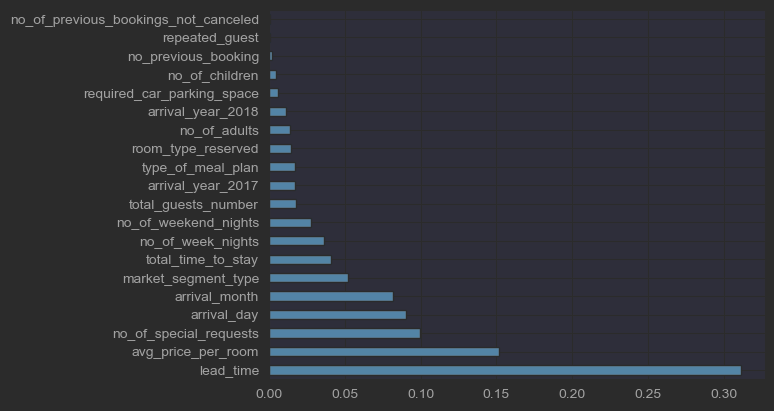 no_of_previous_bookings_not_canceled
repeated_guest
no_previous_booking
no_of_children
required_car_parking_space
arrival_year_2018
no_of_adults
room_type_reserved
type_of_meal_plan
arrival_year_2017
total_guests_number
no_of_weekend_nights
no_of_week_nights
total_time_to_stay
market_segment_type
arrival_month
arrival_day
no_of_special_requests
avg_price_per_room
lead_time
0.00 0.05 0.10 0.15 0.20 0.25 0.30